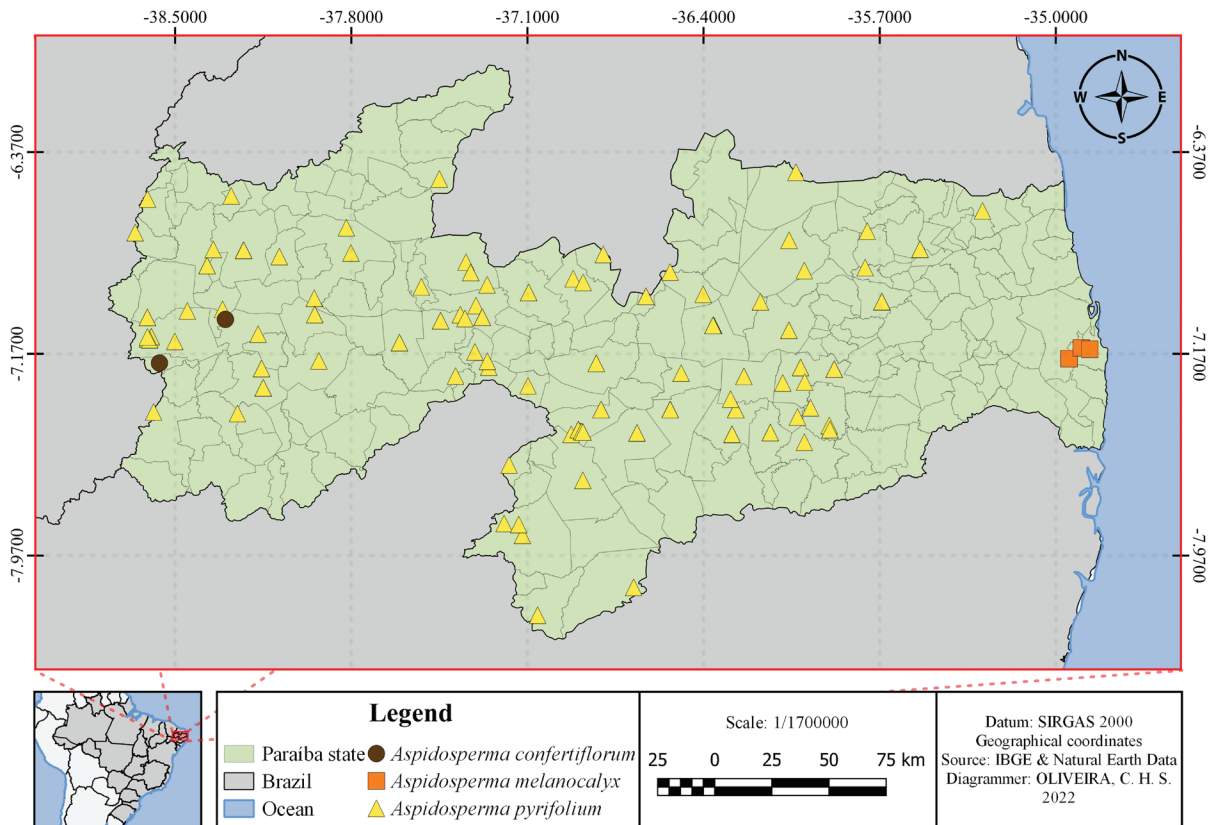 -38.5000 -37.8000 -37.1000 -36.4000 -35.7000 -35.0000
N
W E
S
-6.3700 -6.3700
-7.1700 -7.1700
-7.9700 -7.9700
Legend
Paraíba state
Brazil
Ocean
Aspidosperma confertiflorum
Aspidosperma melanocalyx
Aspidosperma pyrifolium
Scale: 1/1700000
25 0 25 50 75 km
Datum: SIRGAS 2000
Geographical coordinates
Source: IBGE & Natural Earth Data
Diagrammer: OLIVEIRA, C. H. S.
2022